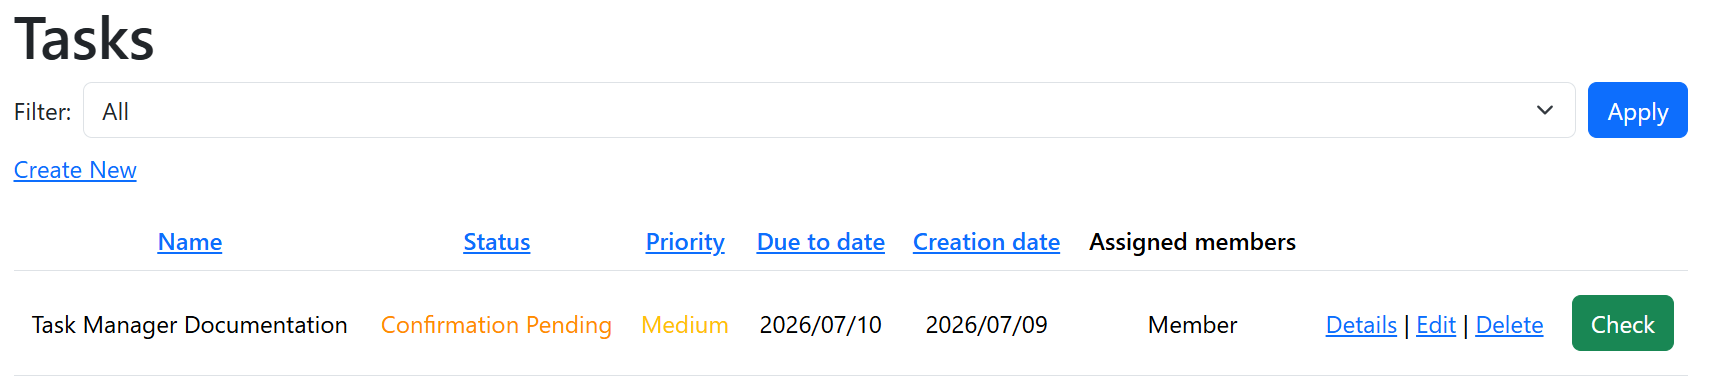 Tasks
Filter: All Apply
Create New
Name Status Priority Due to date Creation date Assigned members
Task Manager Documentation Confirmation Pending Medium 2026/07/10 2026/07/09 Member Details | Edit | Delete Check